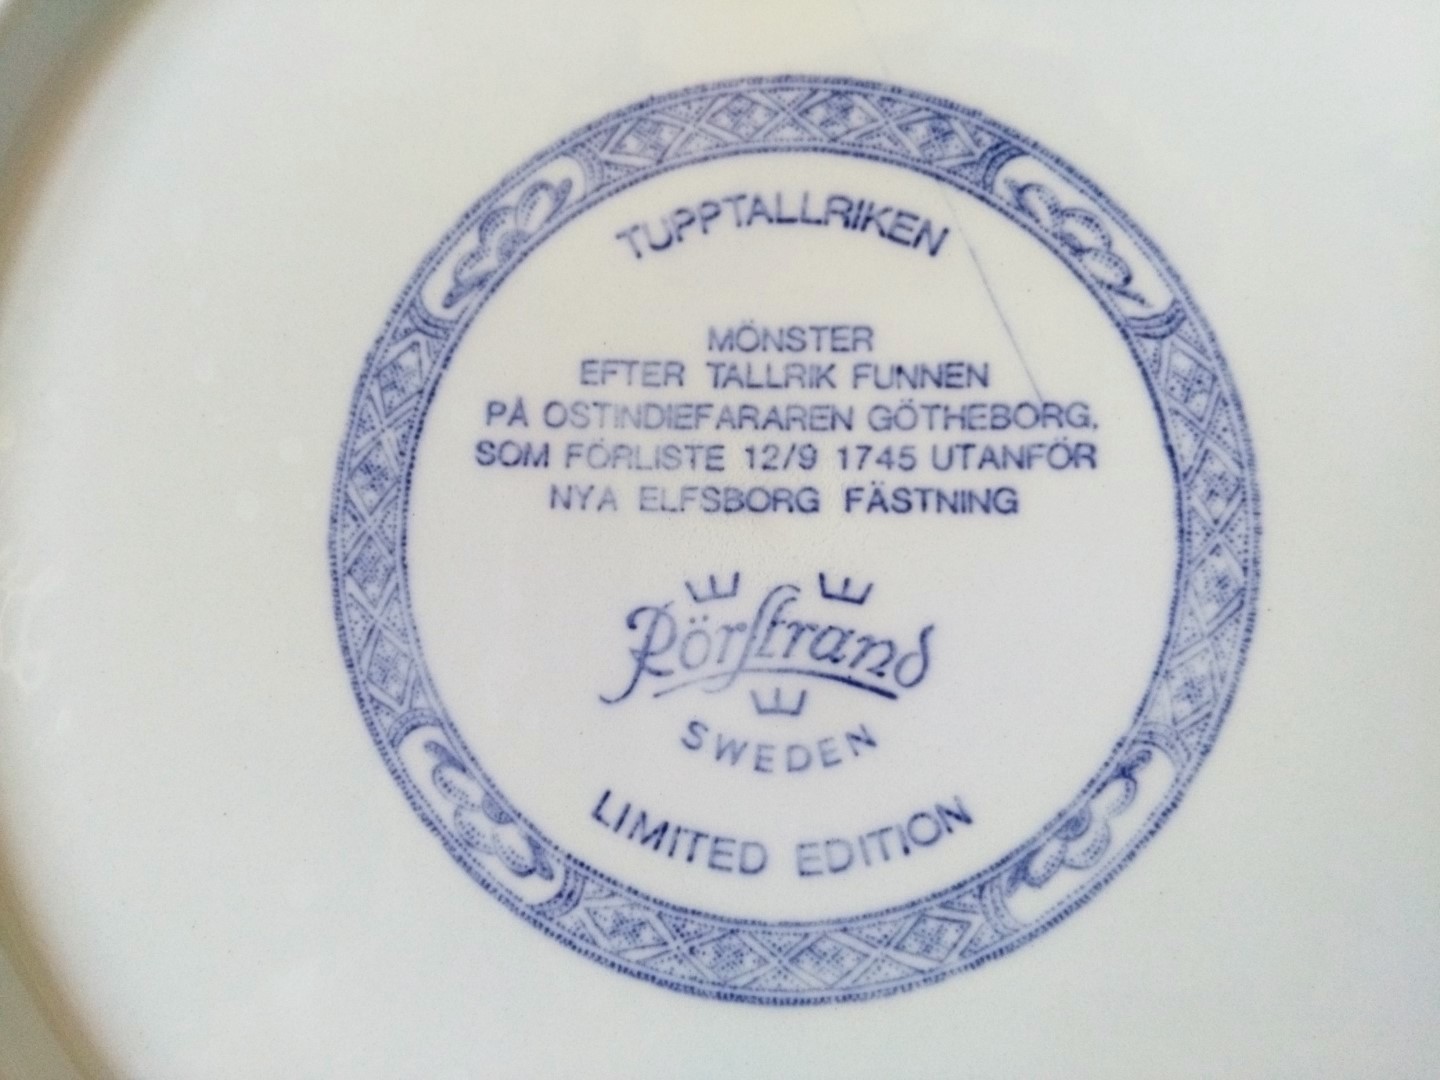 TUPPTALLRIKEN
MÖNSTER
EFTER TALLRIK FUNNEN
PÅ OSTINDIEFARAREN GÖTHEBORG,
SOM FÖRLISTE 12/9 1745 UTANFÖR
NYA ELFSBORG FÄSTNING
Rörstrand
SWEDEN
LIMITED EDITION